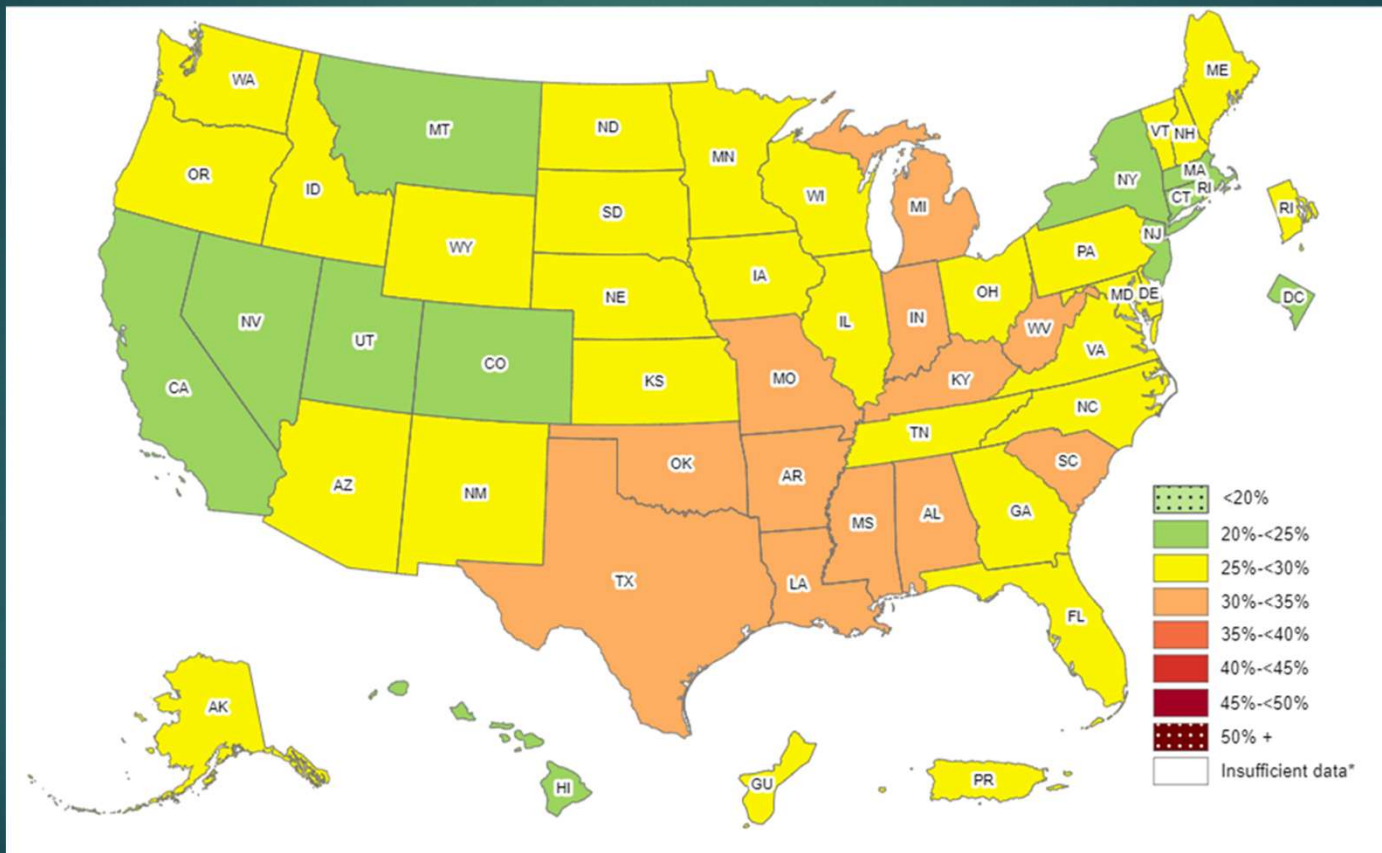 WA
MT
ND
MN
ME
VT
NH
OR
ID
SD
WI
MI
NY
MA
CT
RI
RI
WY
IA
PA
NJ
NE
OH
MD
DE
DC
NV
UT
CO
IL
IN
WV
VA
CA
KS
MO
KY
NC
TN
AZ
NM
OK
AR
SC
MS
AL
GA
TX
LA
FL
AK
HI
GU
PR
<20%
20%-<25%
25%-<30%
30%-<35%
35%-<40%
40%-<45%
45%-<50%
50% +
Insufficient data*